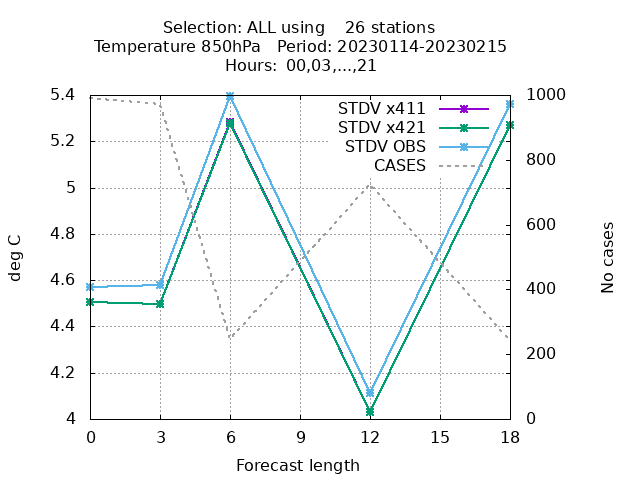 Selection: ALL using 26 stations
Temperature 850hPa Period: 20230114-20230215
Hours: 00,03,...,21
5.4
5.2
5
4.8
4.6
4.4
4.2
4
deg C
1000
800
600
400
200
0
No cases
STDV x411
STDV x421
STDV OBS
CASES
0 3 6 9 12 15 18
Forecast length